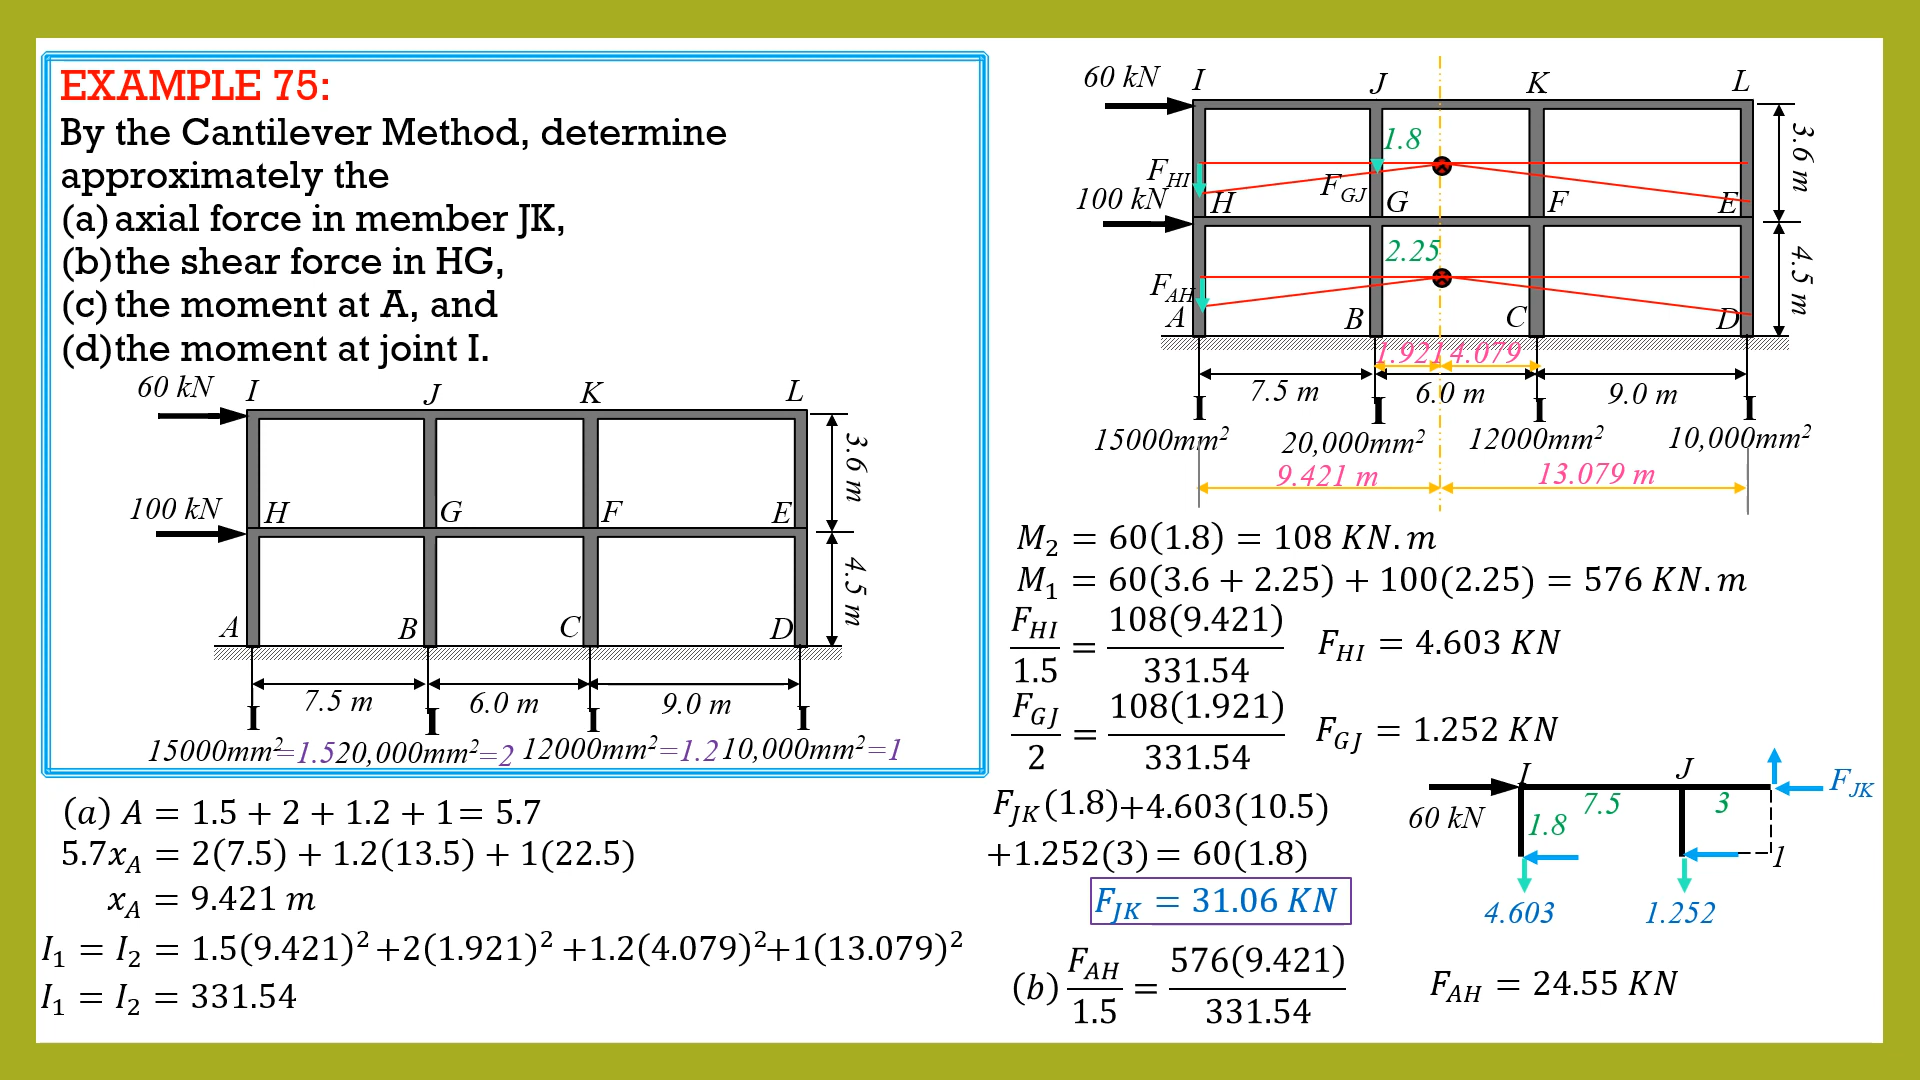 EXAMPLE 75:
By the Cantilever Method, determine
approximately the
(a) axial force in member JK,
(b) the shear force in HG,
(c) the moment at A, and
(d) the moment at joint I.
60 kN I J K L
3.6 m
100 kN H G F E
4.5 m
A B C D
7.5 m 6.0 m 9.0 m
I I I I
15000mm²=1.5 20,000mm²=2 12000mm²=1.2 10,000mm²=1
(a) A = 1.5 + 2 + 1.2 + 1 = 5.7
5.7x_A = 2(7.5) + 1.2(13.5) + 1(22.5)
x_A = 9.421 m
I₁ = I₂ = 1.5(9.421)² +2(1.921)² +1.2(4.079)²+1(13.079)²
I₁ = I₂ = 331.54
60 kN I J K L
1.8
3.6 m
F_HI F_GJ
100 kN H G F E
2.25
4.5 m
F_AH
A B C D
1.921 4.079
7.5 m 6.0 m 9.0 m
I I I I
15000mm² 20,000mm² 12000mm² 10,000mm²
9.421 m 13.079 m
M₂ = 60(1.8) = 108 KN.m
M₁ = 60(3.6 + 2.25) + 100(2.25) = 576 KN.m
F_HI/1.5 = 108(9.421)/331.54 F_HI = 4.603 KN
F_GJ/2 = 108(1.921)/331.54 F_GJ = 1.252 KN
F_JK(1.8)+4.603(10.5)
+1.252(3) = 60(1.8)
F_JK = 31.06 KN
I J
F_JK
60 kN 7.5 3
1.8
1
4.603 1.252
(b) F_AH/1.5 = 576(9.421)/331.54 F_AH = 24.55 KN